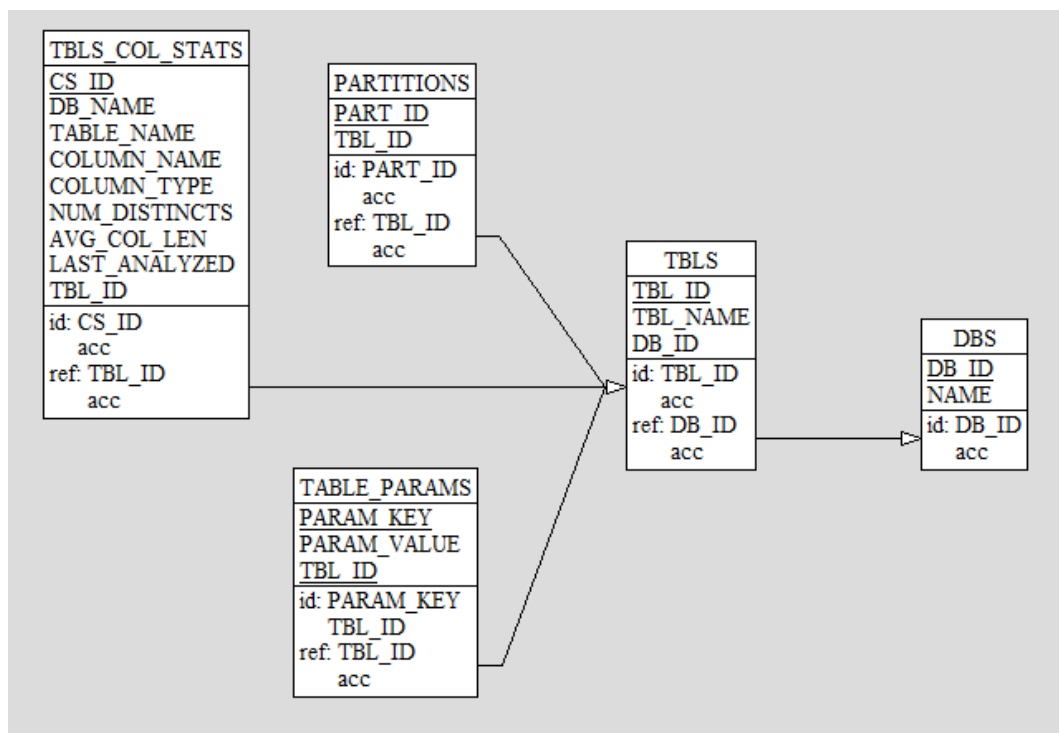 TBLS_COL_STATS
CS_ID
DB_NAME
TABLE_NAME
COLUMN_NAME
COLUMN_TYPE
NUM_DISTINCTS
AVG_COL_LEN
LAST_ANALYZED
TBL_ID
id: CS_ID
acc
ref: TBL_ID
acc
PARTITIONS
PART_ID
TBL_ID
id: PART_ID
acc
ref: TBL_ID
acc
TABLE_PARAMS
PARAM_KEY
PARAM_VALUE
TBL_ID
id: PARAM_KEY
TBL_ID
ref: TBL_ID
acc
TBLS
TBL_ID
TBL_NAME
DB_ID
id: TBL_ID
acc
ref: DB_ID
acc
DBS
DB_ID
NAME
id: DB_ID
acc